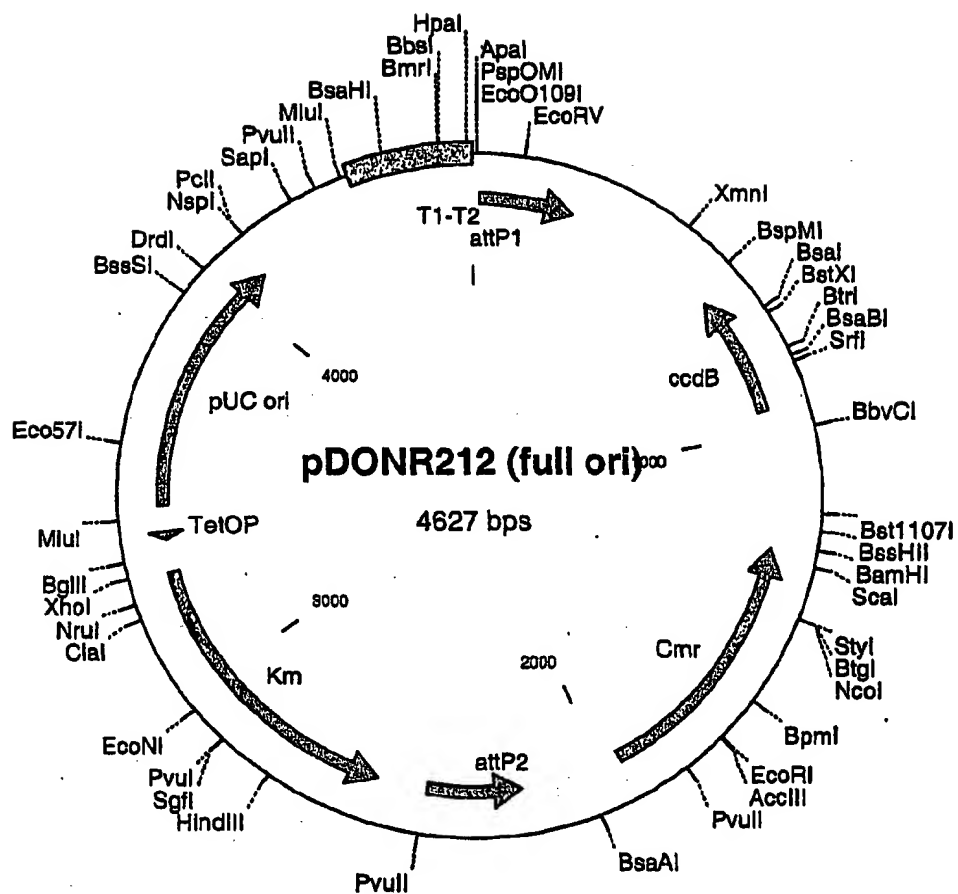 HpaI
BbsI
BmrI
ApaI
PspOMI
EcoO109I
BsaHI
EcoRV
MluI
PvuII
SapI
PciI
NspI
DrdI
BssSI
XmnI
BspMI
BsaI
BstXI
BtrI
BsaBI
SrfI
BbvCI
T1-T2
attP1
ccdB
pUC ori
4000
Eco57I
pDONR212 (full ori)
4627 bps
MluI
TetOP
Bst1107I
BssHII
BamHI
ScaI
BglII
XhoI
NruI
ClaI
3000
2000
Km
Cmr
StyI
BtgI
NcoI
BpmI
EcoNI
PvuI
SgfI
HindIII
attP2
EcoRI
AccIII
PvuII
BsaAI
PvuII